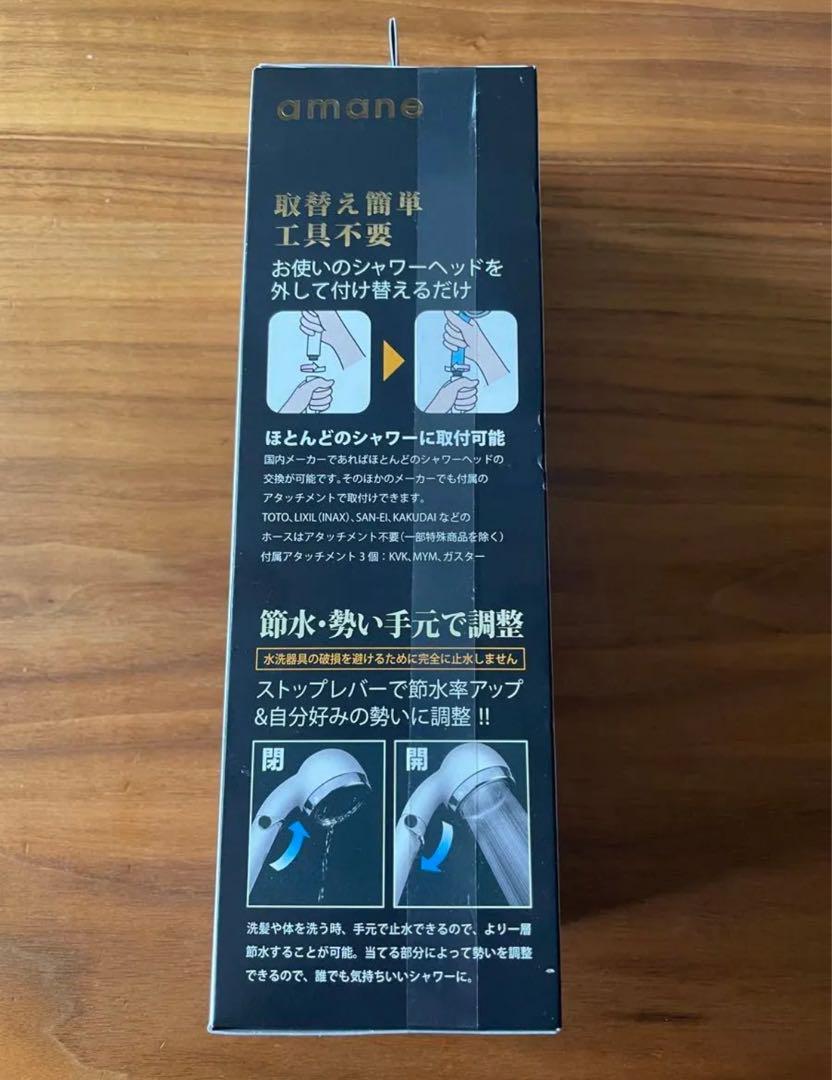 amane
取替え簡単
工具不要
お使いのシャワーヘッドを
外して付け替えるだけ
ほとんどのシャワーに取付可能
国内メーカーであればほとんどのシャワーヘッドの
交換が可能です。そのほかのメーカーでも付属の
アタッチメントで取付けできます。
TOTO、LIXIL(INAX)、SAN-EI、KAKUDAI などの
ホースはアタッチメント不要(一部特殊商品を除く)
付属アタッチメント3個：KVK、MYM、ガスター
節水・勢い手元で調整
水洗器具の破損を避けるために完全に止水しません
ストップレバーで節水率アップ
&自分好みの勢いに調整 !!
閉
開
洗髪や体を洗う時、手元で止水できるので、より一層
節水することが可能。当てる部分によって勢いを調整
できるので、誰でも気持ちいいシャワーに。